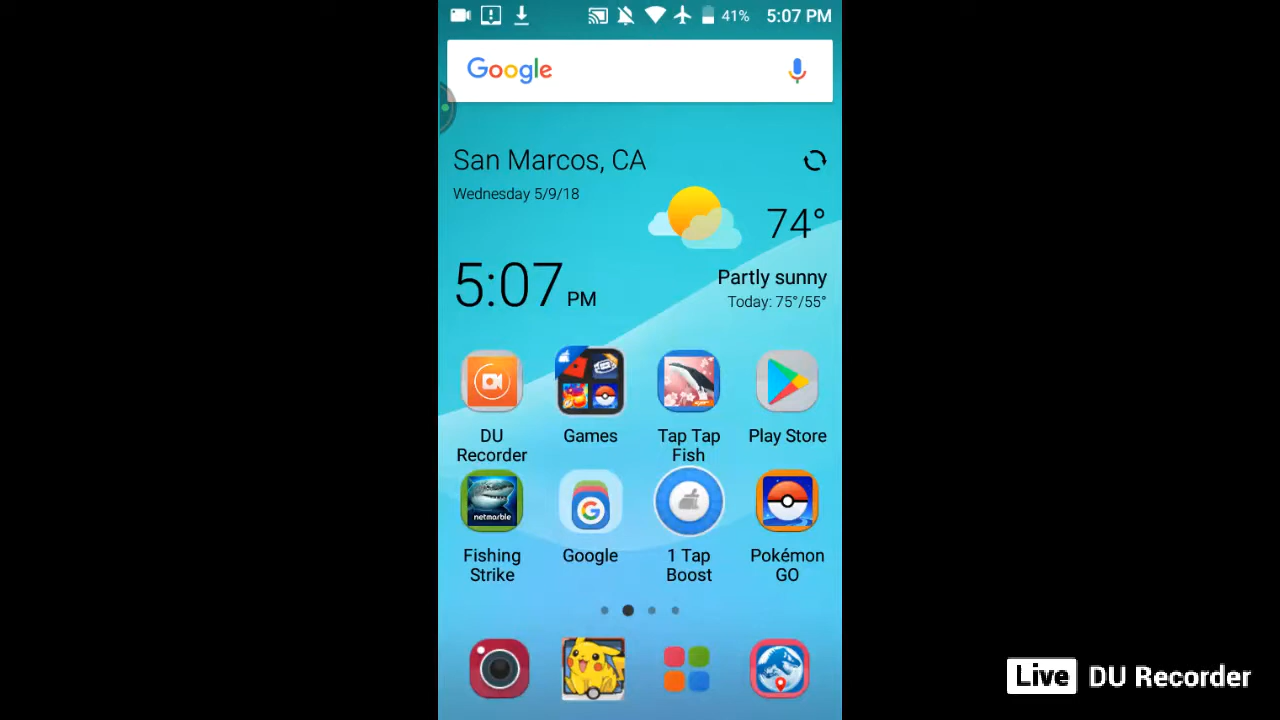 41% 5:07 PM
Google
San Marcos, CA
Wednesday 5/9/18
74°
5:07 PM
Partly sunny
Today: 75°/55°
DU Recorder
Games
Tap Tap Fish
Play Store
netmarble
Fishing Strike
G
Google
1 Tap Boost
Pokémon GO
Live DU Recorder